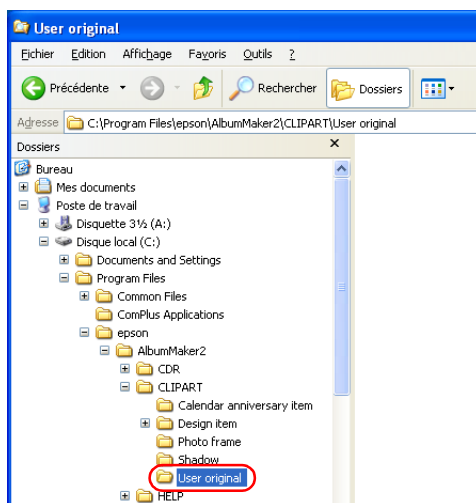 User original
Fichier Edition Affichage Favoris Outils ?
Précédente Rechercher Dossiers
Adresse C:\Program Files\epson\AlbumMaker2\CLIPART\User original
Dossiers x
Bureau
Mes documents
Poste de travail
Disquette 3½ (A:)
Disque local (C:)
Documents and Settings
Program Files
Common Files
ComPlus Applications
epson
AlbumMaker2
CDR
CLIPART
Calendar anniversary item
Design item
Photo frame
Shadow
User original
HELP